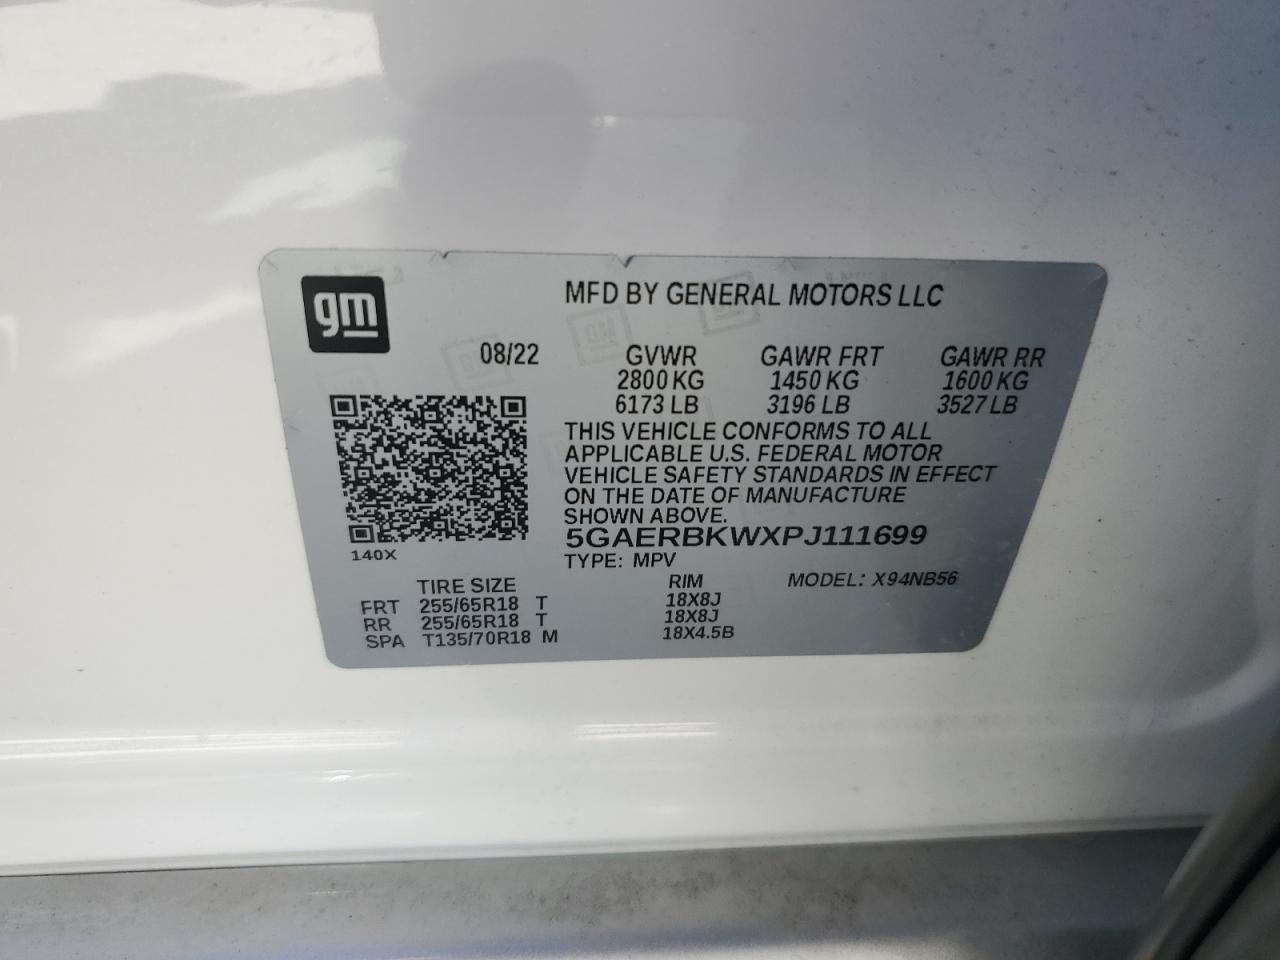 gm
MFD BY GENERAL MOTORS LLC
08/22 GVWR GAWR FRT GAWR RR
2800 KG 1450 KG 1600 KG
6173 LB 3196 LB 3527 LB
THIS VEHICLE CONFORMS TO ALL
APPLICABLE U.S. FEDERAL MOTOR
VEHICLE SAFETY STANDARDS IN EFFECT
ON THE DATE OF MANUFACTURE
SHOWN ABOVE.
140X 5GAERBKWXPJ111699
TYPE: MPV MODEL: X94NB56
TIRE SIZE RIM
FRT 255/65R18 T 18X8J
RR 255/65R18 T 18X8J
SPA T135/70R18 M 18X4.5B